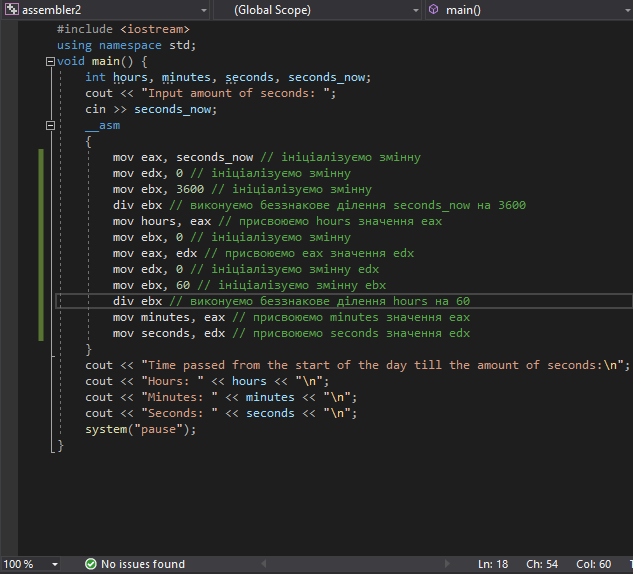 assembler2 (Global Scope) main()
#include <iostream>
using namespace std;
void main() {
int hours, minutes, seconds, seconds_now;
cout << "Input amount of seconds: ";
cin >> seconds_now;
__asm
{
mov eax, seconds_now // ініціалізуємо змінну
mov edx, 0 // ініціалізуємо змінну
mov ebx, 3600 // ініціалізуємо змінну
div ebx // виконуємо беззнакове ділення seconds_now на 3600
mov hours, eax // присвоюємо hours значення eax
mov ebx, 0 // ініціалізуємо змінну
mov eax, edx // присвоюємо eax значення edx
mov edx, 0 // ініціалізуємо змінну edx
mov ebx, 60 // ініціалізуємо змінну ebx
div ebx // виконуємо беззнакове ділення hours на 60
mov minutes, eax // присвоюємо minutes значення eax
mov seconds, edx // присвоюємо seconds значення edx
}
cout << "Time passed from the start of the day till the amount of seconds:\n";
cout << "Hours: " << hours << "\n";
cout << "Minutes: " << minutes << "\n";
cout << "Seconds: " << seconds << "\n";
system("pause");
}
100 % No issues found Ln: 18 Ch: 54 Col: 60